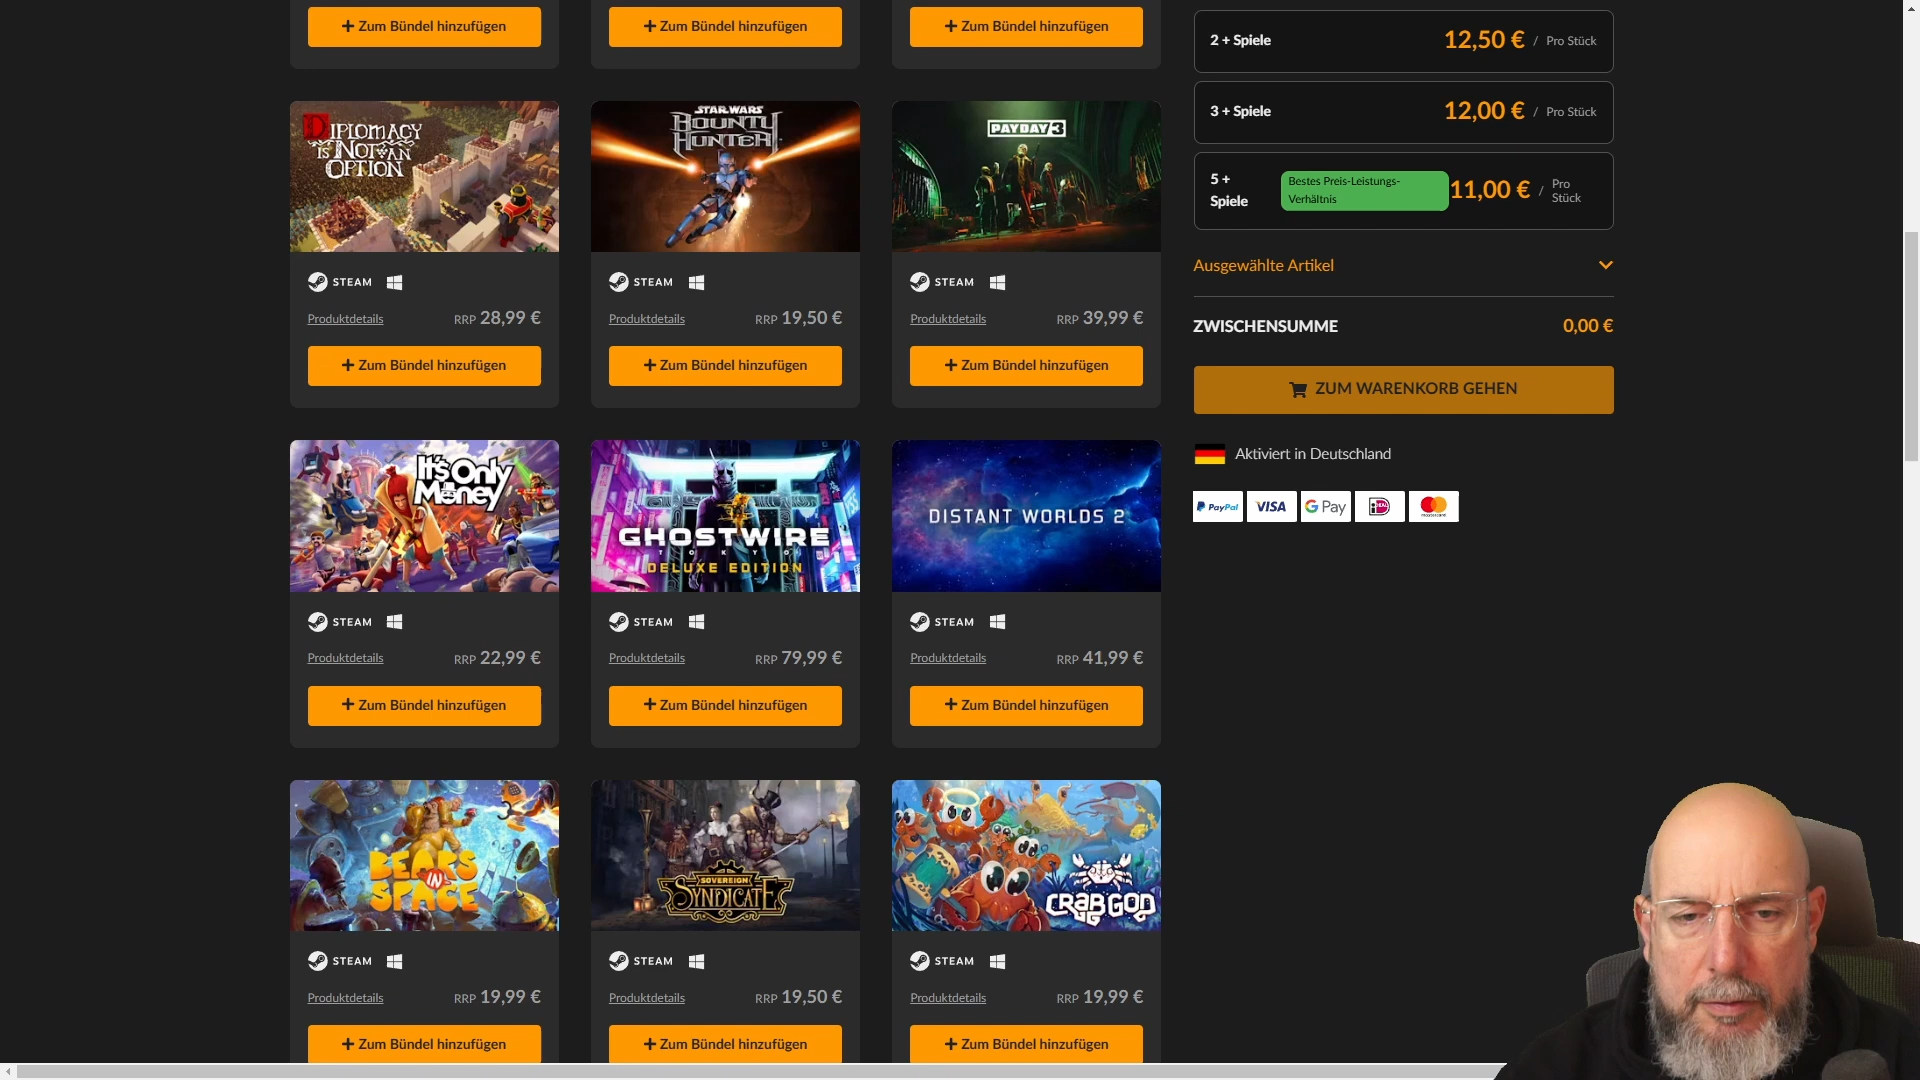 + Zum Bündel hinzufügen
+ Zum Bündel hinzufügen
+ Zum Bündel hinzufügen
DIPLOMACY
IS NOT AN
OPTION
STEAM
Produktdetails
RRP 28,99 €
+ Zum Bündel hinzufügen
STAR WARS
BOUNTY
HUNTER
STEAM
Produktdetails
RRP 19,50 €
+ Zum Bündel hinzufügen
PAYDAY 3
STEAM
Produktdetails
RRP 39,99 €
+ Zum Bündel hinzufügen
It's Only
Money
STEAM
Produktdetails
RRP 22,99 €
+ Zum Bündel hinzufügen
GHOSTWIRE
TOKYO
DELUXE EDITION
STEAM
Produktdetails
RRP 79,99 €
+ Zum Bündel hinzufügen
DISTANT WORLDS 2
STEAM
Produktdetails
RRP 41,99 €
+ Zum Bündel hinzufügen
BEARS
IN
SPACE
STEAM
Produktdetails
RRP 19,99 €
+ Zum Bündel hinzufügen
SOVEREIGN
SYNDICATE
STEAM
Produktdetails
RRP 19,50 €
+ Zum Bündel hinzufügen
CRAB GOD
STEAM
Produktdetails
RRP 19,99 €
+ Zum Bündel hinzufügen
2 + Spiele
12,50 € / Pro Stück
3 + Spiele
12,00 € / Pro Stück
5 +
Spiele
Bestes Preis-Leistungs-
Verhältnis
11,00 € / Pro
Stück
Ausgewählte Artikel
ZWISCHENSUMME
0,00 €
ZUM WARENKORB GEHEN
Aktiviert in Deutschland
PayPal
VISA
G Pay